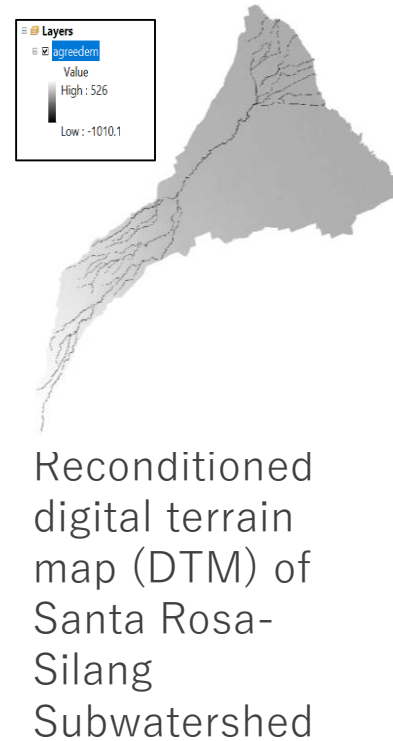 Layers
agreedem
Value
High : 526
Low : -1010.1
Reconditioned
digital terrain
map (DTM) of
Santa Rosa-
Silang
Subwatershed